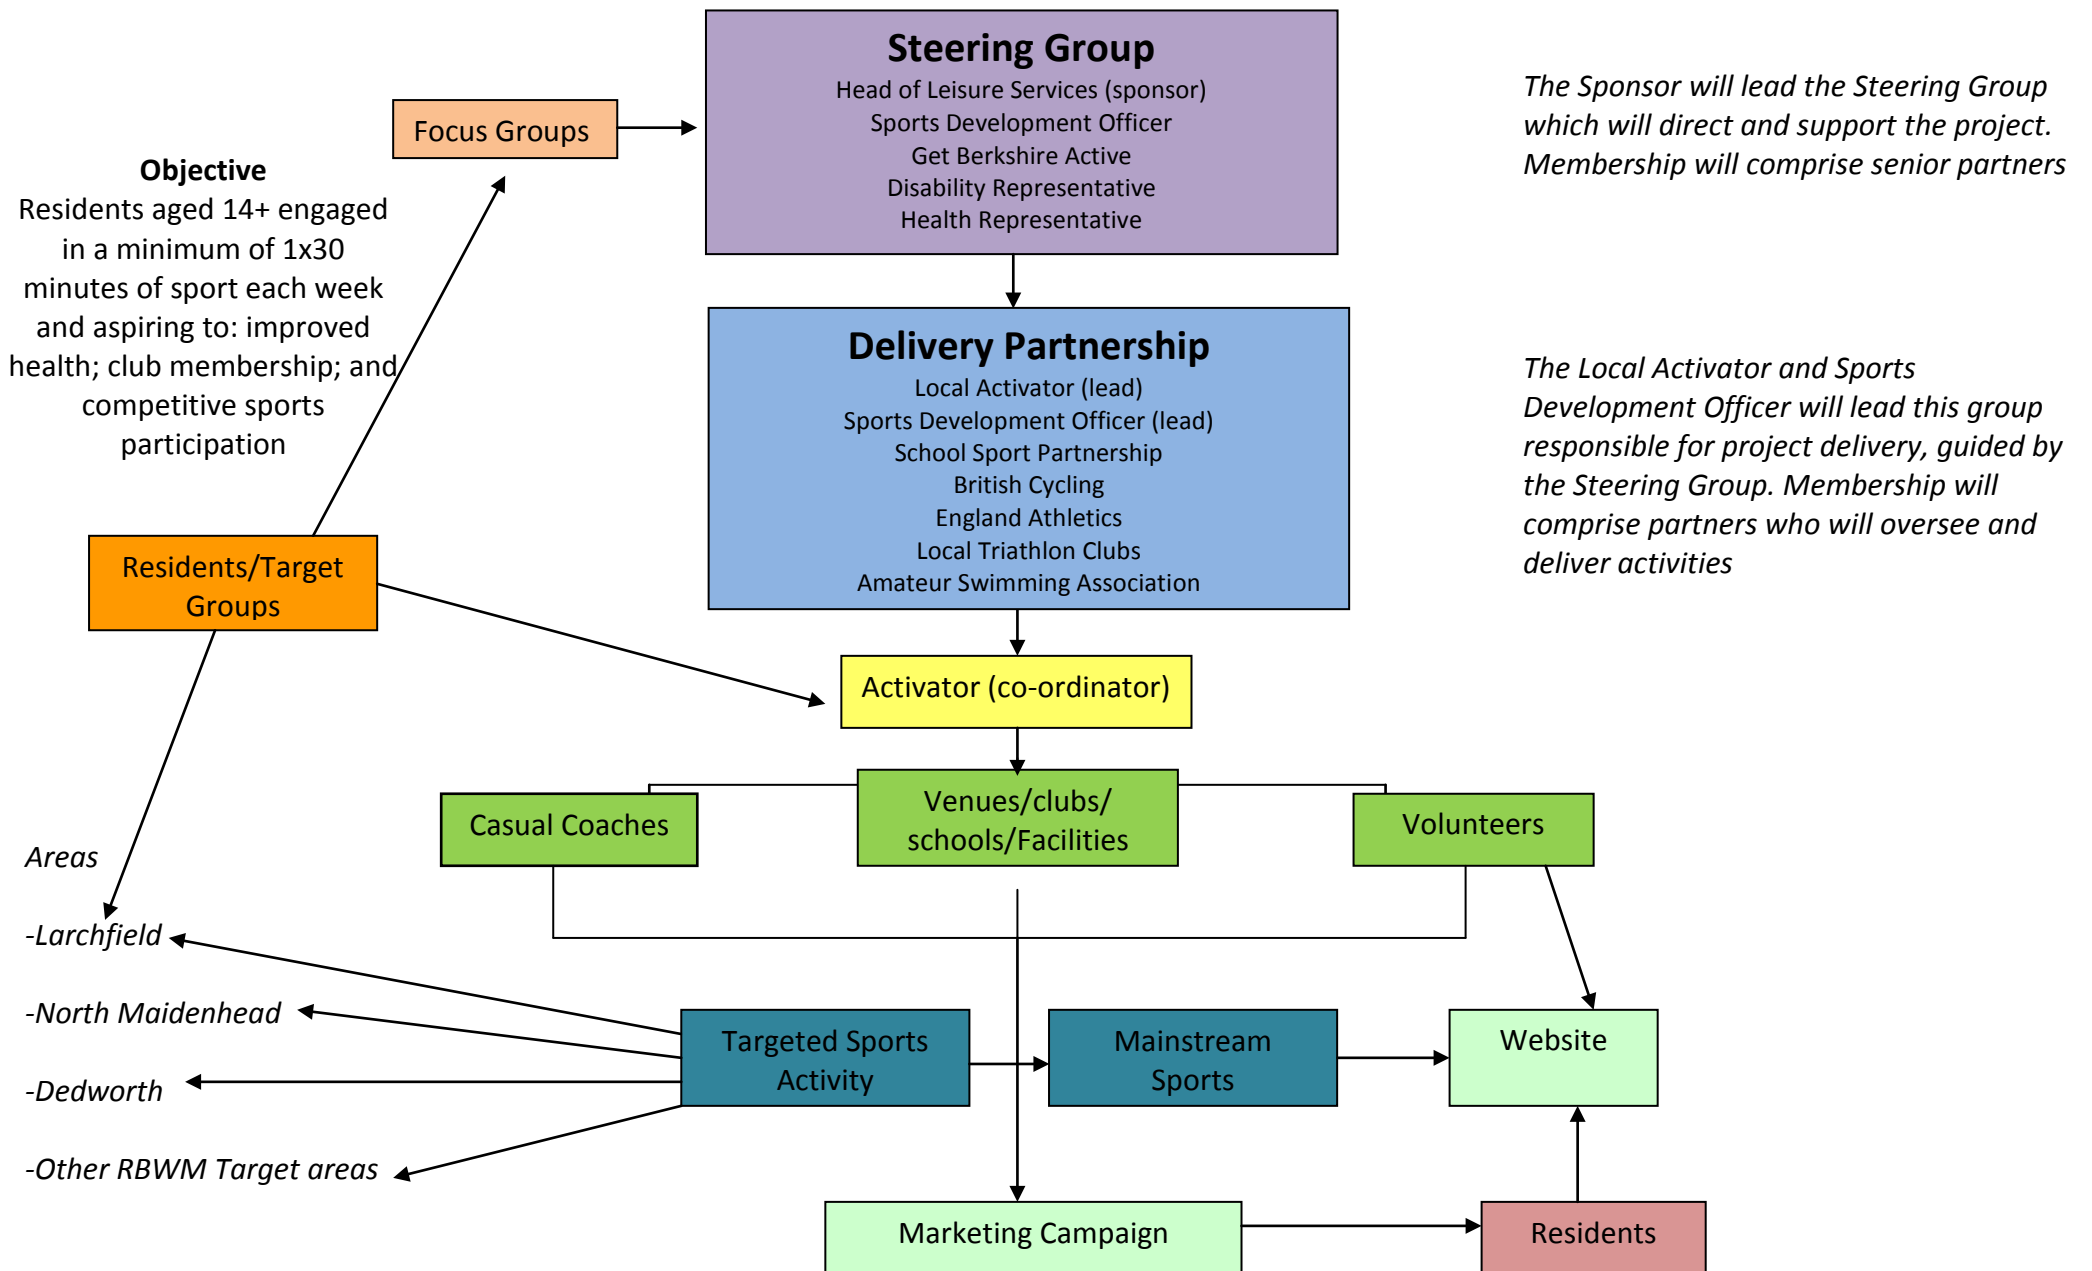 Steering Group
Head of Leisure Services (sponsor)
Sports Development Officer
Get Berkshire Active
Disability Representative
Health Representative
The Sponsor will lead the Steering Group
which will direct and support the project.
Membership will comprise senior partners
Focus Groups
Objective
Residents aged 14+ engaged
in a minimum of 1x30
minutes of sport each week
and aspiring to: improved
health; club membership; and
competitive sports
participation
Delivery Partnership
Local Activator (lead)
Sports Development Officer (lead)
School Sport Partnership
British Cycling
England Athletics
Local Triathlon Clubs
Amateur Swimming Association
The Local Activator and Sports
Development Officer will lead this group
responsible for project delivery, guided by
the Steering Group. Membership will
comprise partners who will oversee and
deliver activities
Residents/Target
Groups
Activator (co-ordinator)
Casual Coaches
Venues/clubs/
schools/Facilities
Volunteers
Areas
-Larchfield
-North Maidenhead
-Dedworth
-Other RBWM Target areas
Targeted Sports
Activity
Mainstream
Sports
Website
Marketing Campaign
Residents